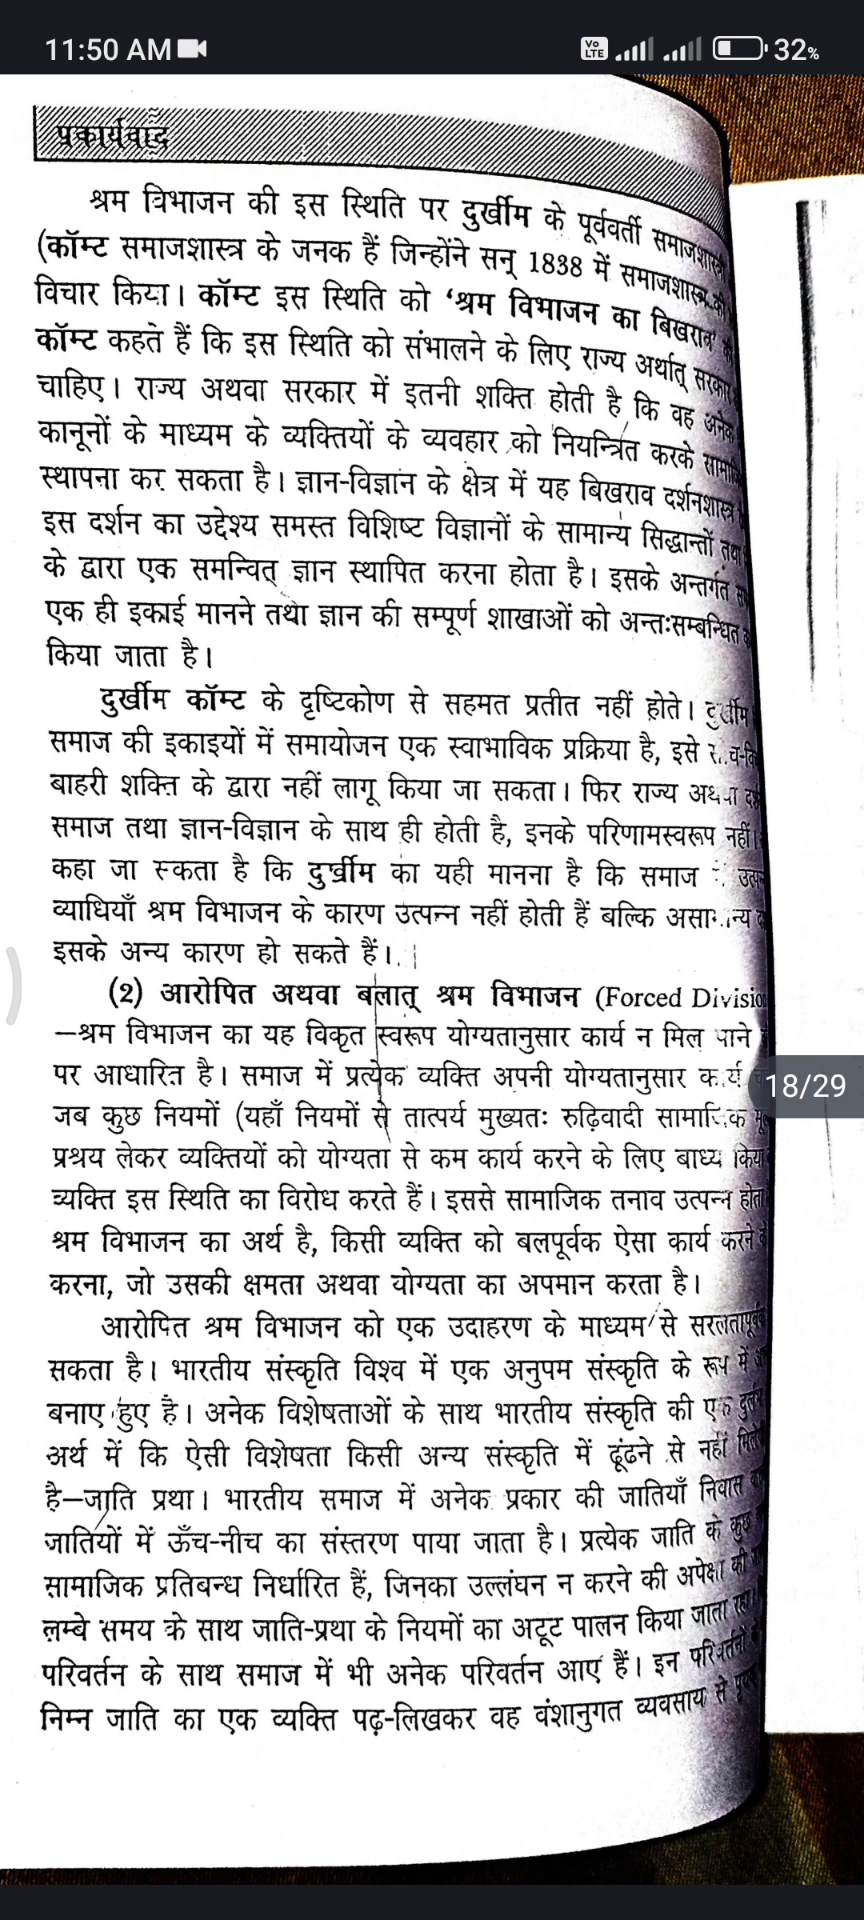 11:50 AM
Vo LTE 32%
प्रकार्यवाद
श्रम विभाजन की इस स्थिति पर दुर्खीम के पूर्ववर्ती समाजशास्त्री
(कॉम्ट समाजशास्त्र के जनक हैं जिन्होंने सन् 1838 में समाजशास्त्र की
विचार किया। कॉम्ट इस स्थिति को ‘श्रम विभाजन का बिखराव’
कॉम्ट कहते हैं कि इस स्थिति को संभालने के लिए राज्य अर्थात् सरकार
चाहिए। राज्य अथवा सरकार में इतनी शक्ति होती है कि वह अनेक
कानूनों के माध्यम के व्यक्तियों के व्यवहार को नियन्त्रित करके
स्थापना कर सकता है। ज्ञान-विज्ञान के क्षेत्र में यह बिखराव दर्शनशास्त्र
इस दर्शन का उद्देश्य समस्त विशिष्ट विज्ञानों के सामान्य सिद्धान्तों तथा
के द्वारा एक समन्वित् ज्ञान स्थापित करना होता है। इसके अन्तर्गत
एक ही इकाई मानने तथा ज्ञान की सम्पूर्ण शाखाओं को अन्तःसम्बन्धित
किया जाता है।
दुर्खीम कॉम्ट के दृष्टिकोण से सहमत प्रतीत नहीं होते। दुर्खीम
समाज की इकाइयों में समायोजन एक स्वाभाविक प्रक्रिया है, इसे
बाहरी शक्ति के द्वारा नहीं लागू किया जा सकता। फिर राज्य अथवा
समाज तथा ज्ञान-विज्ञान के साथ ही होती है, इनके परिणामस्वरूप नहीं।
कहा जा सकता है कि दुर्खीम का यही मानना है कि समाज में
व्याधियाँ श्रम विभाजन के कारण उत्पन्न नहीं होती हैं बल्कि असामान्य
इसके अन्य कारण हो सकते हैं।
(2) आरोपित अथवा बलात् श्रम विभाजन (Forced Divisio
—श्रम विभाजन का यह विकृत स्वरूप योग्यतानुसार कार्य न मिल पाने
पर आधारित है। समाज में प्रत्येक व्यक्ति अपनी योग्यतानुसार कार्य
18/29
जब कुछ नियमों (यहाँ नियमों से तात्पर्य मुख्यतः रुढ़िवादी सामाजिक
प्रश्रय लेकर व्यक्तियों को योग्यता से कम कार्य करने के लिए बाध्य किया
व्यक्ति इस स्थिति का विरोध करते हैं। इससे सामाजिक तनाव उत्पन्न होता
श्रम विभाजन का अर्थ है, किसी व्यक्ति को बलपूर्वक ऐसा कार्य करने
करना, जो उसकी क्षमता अथवा योग्यता का अपमान करता है।
आरोपित श्रम विभाजन को एक उदाहरण के माध्यम से सरलतापूर्वक
सकता है। भारतीय संस्कृति विश्व में एक अनुपम संस्कृति के रूप में
बनाए हुए है। अनेक विशेषताओं के साथ भारतीय संस्कृति की एक
अर्थ में कि ऐसी विशेषता किसी अन्य संस्कृति में ढूंढने से नहीं
है—जाति प्रथा। भारतीय समाज में अनेक प्रकार की जातियाँ निवास
जातियों में ऊँच-नीच का संस्तरण पाया जाता है। प्रत्येक जाति के कुछ
सामाजिक प्रतिबन्ध निर्धारित हैं, जिनका उल्लंघन न करने की अपेक्षा की
लम्बे समय के साथ जाति-प्रथा के नियमों का अटूट पालन किया जाता रहा।
परिवर्तन के साथ समाज में भी अनेक परिवर्तन आए हैं। इन परिवर्तनों
निम्न जाति का एक व्यक्ति पढ़-लिखकर वह वंशानुगत व्यवसाय से